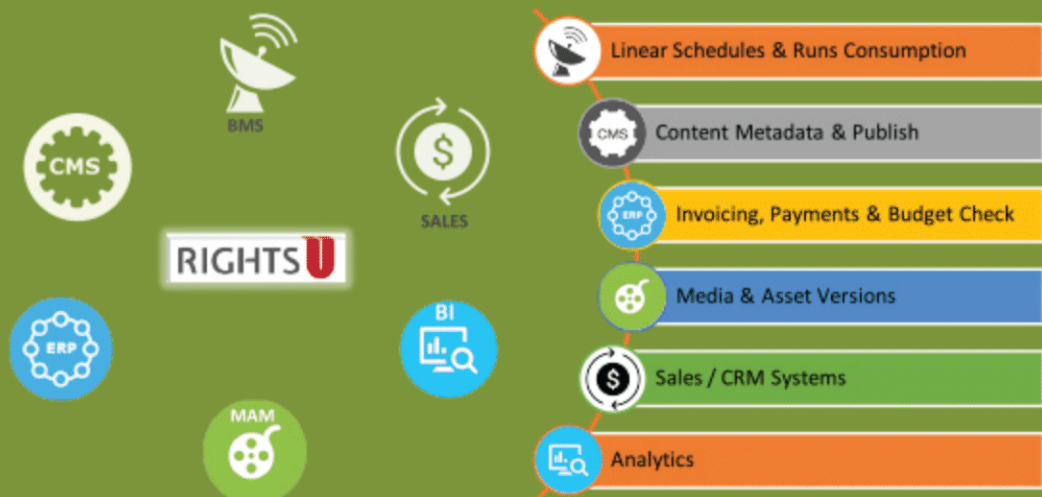 BMS
CMS
$
SALES
RIGHTSU
ERP
BI
MAM
Linear Schedules & Runs Consumption
CMS
Content Metadata & Publish
ERP
Invoicing, Payments & Budget Check
Media & Asset Versions
$
Sales / CRM Systems
Analytics